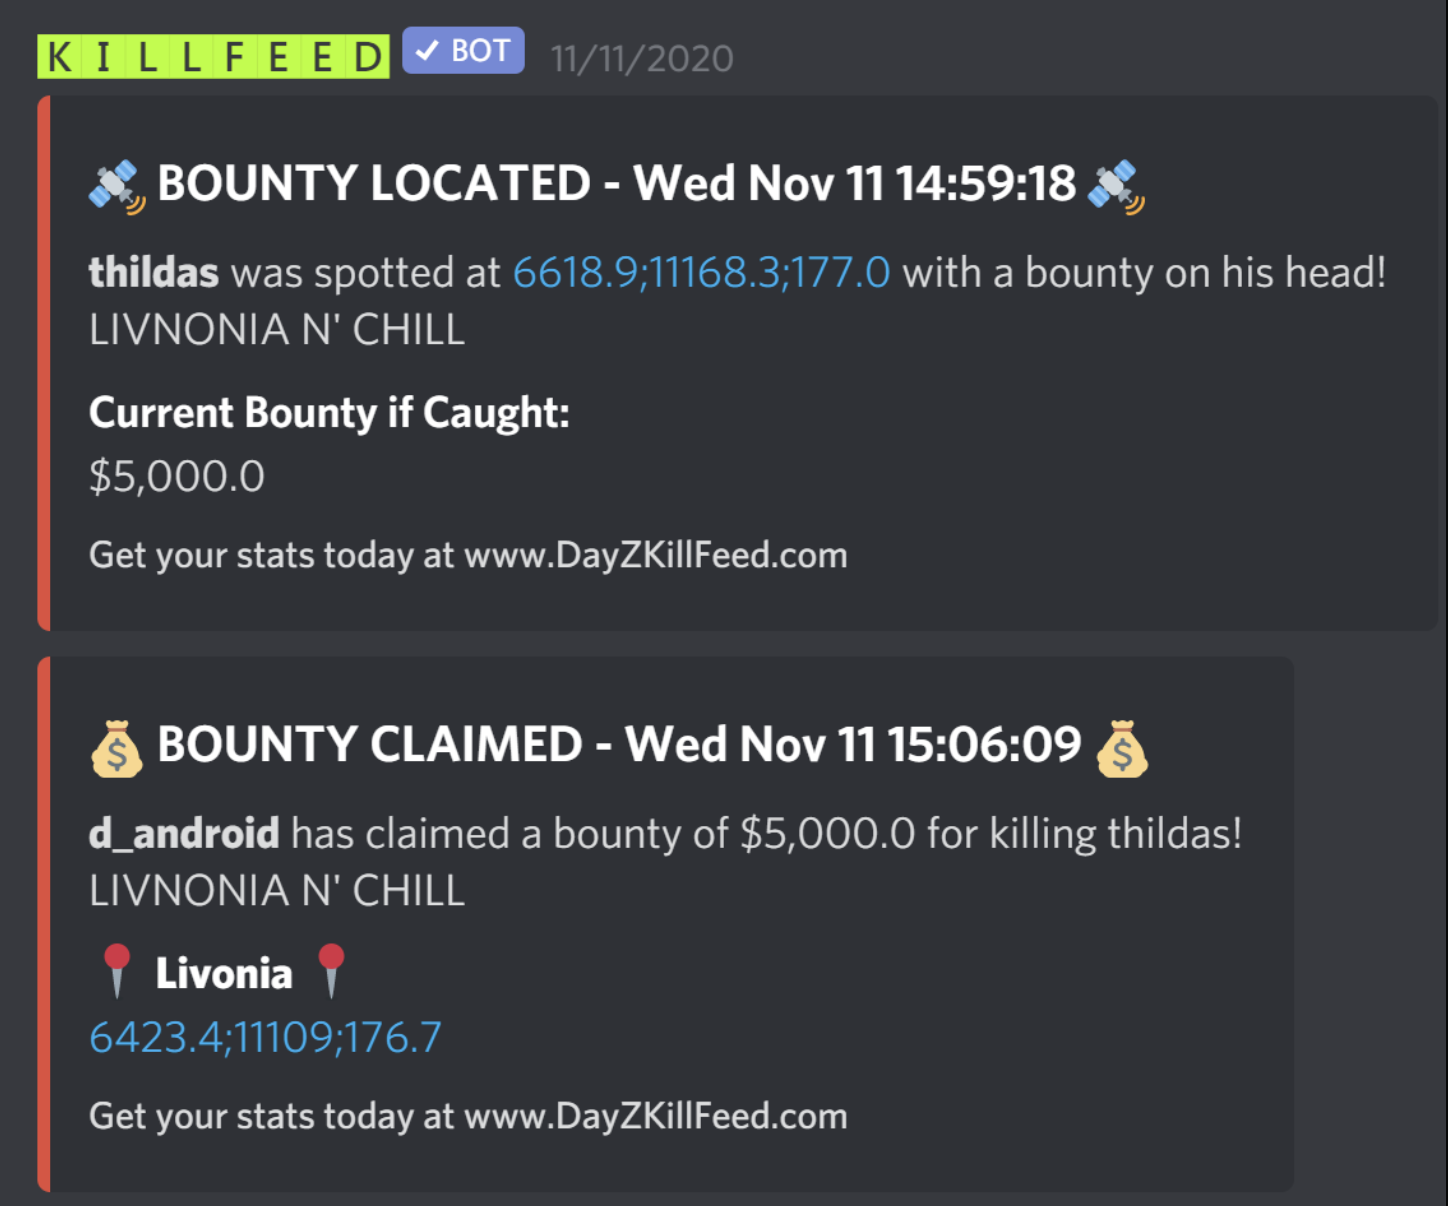 KILLFEED ✓ BOT 11/11/2020
BOUNTY LOCATED - Wed Nov 11 14:59:18
thildas was spotted at 6618.9;11168.3;177.0 with a bounty on his head!
LIVNONIA N' CHILL
Current Bounty if Caught:
$5,000.0
Get your stats today at www.DayZKillFeed.com
BOUNTY CLAIMED - Wed Nov 11 15:06:09
d_android has claimed a bounty of $5,000.0 for killing thildas!
LIVNONIA N' CHILL
Livonia
6423.4;11109;176.7
Get your stats today at www.DayZKillFeed.com